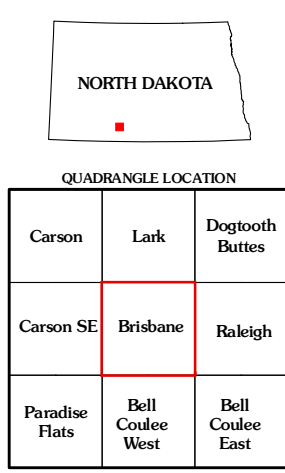 NORTH DAKOTA
QUADRANGLE LOCATION
Carson
Lark
Dogtooth
Buttes
Carson SE
Brisbane
Raleigh
Paradise
Flats
Bell
Coulee
West
Bell
Coulee
East